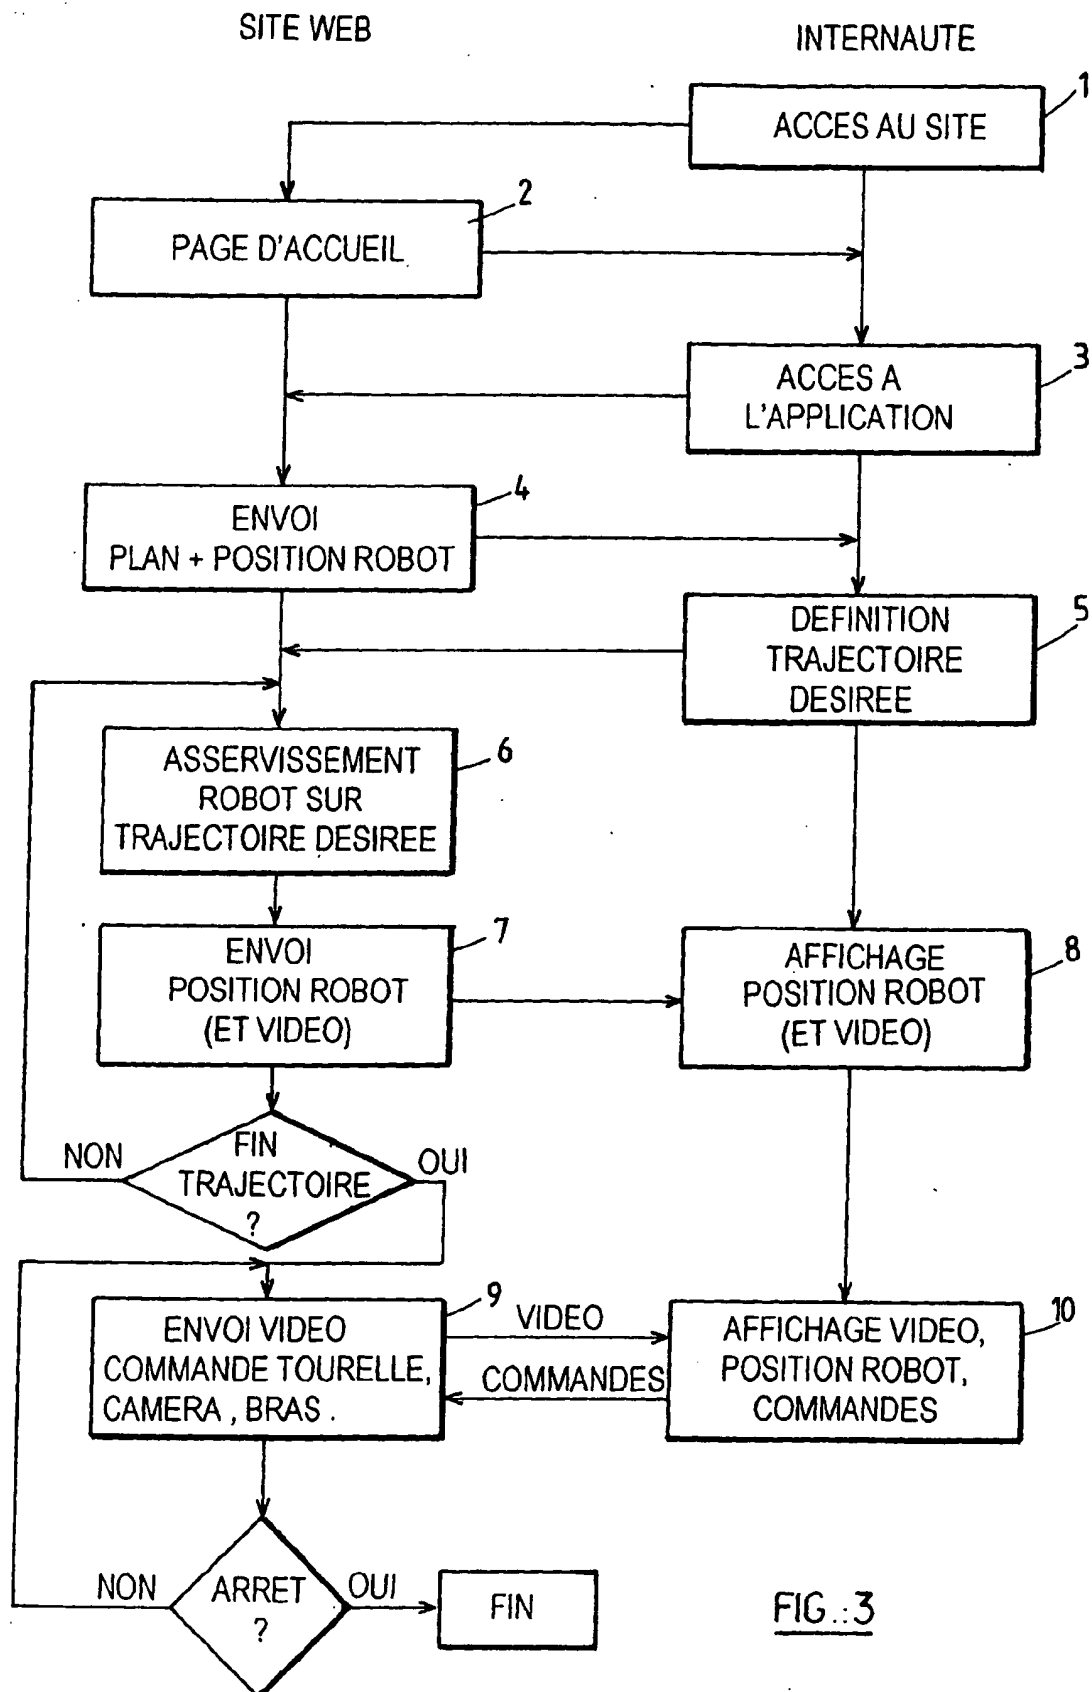 SITE WEB
INTERNAUTE
1
ACCES AU SITE
2
PAGE D'ACCUEIL
3
ACCES A
L'APPLICATION
4
ENVOI
PLAN + POSITION ROBOT
5
DEFINITION
TRAJECTOIRE
DESIREE
6
ASSERVISSEMENT
ROBOT SUR
TRAJECTOIRE DESIREE
7
ENVOI
POSITION ROBOT
(ET VIDEO)
8
AFFICHAGE
POSITION ROBOT
(ET VIDEO)
NON
FIN
TRAJECTOIRE
?
OUI
9
ENVOI VIDEO
COMMANDE TOURELLE,
CAMERA, BRAS.
VIDEO
COMMANDES
10
AFFICHAGE VIDEO,
POSITION ROBOT,
COMMANDES
NON
ARRET
?
OUI
FIN
FIG.:3